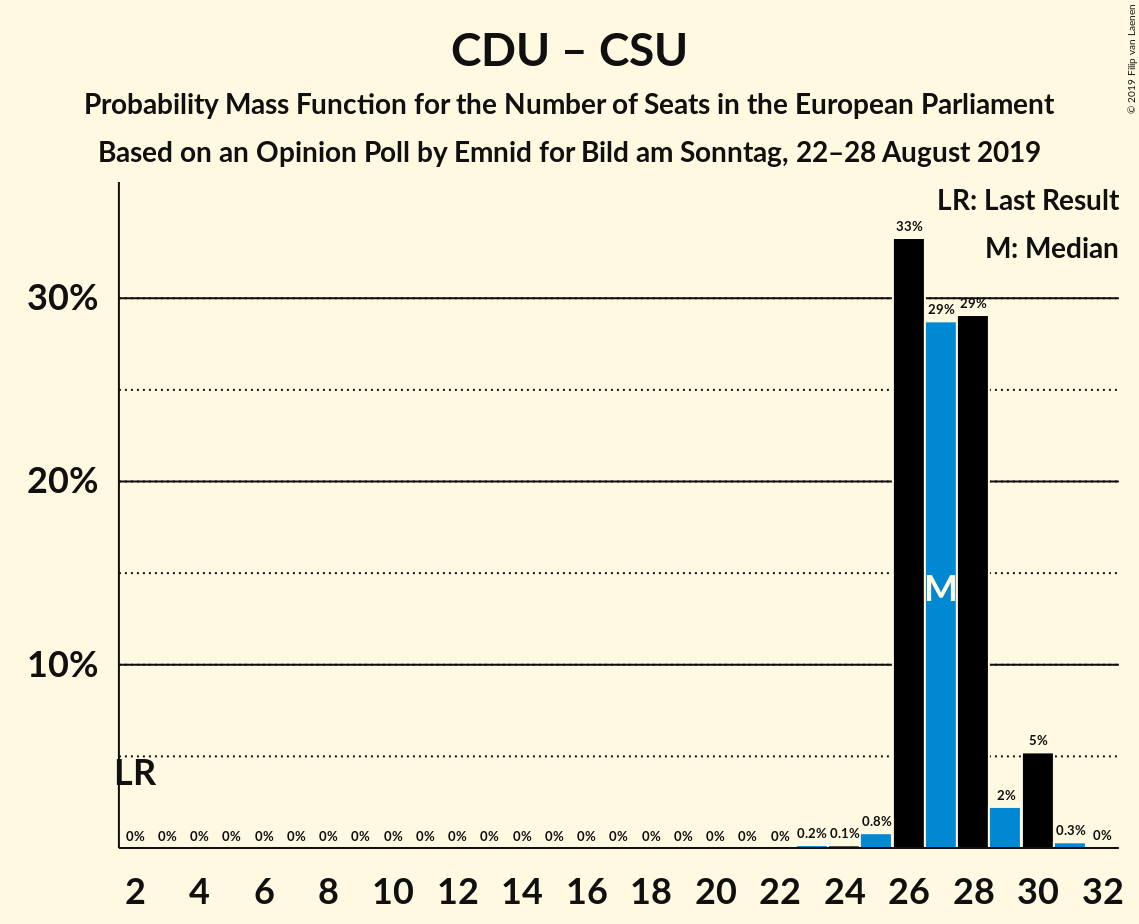 CDU – CSU
Probability Mass Function for the Number of Seats in the European Parliament
Based on an Opinion Poll by Emnid for Bild am Sonntag, 22–28 August 2019
© 2019 Filip van Laenen
LR: Last Result
M: Median
33%
30%
29% 29%
20%
M
10%
5%
LR
2%
0% 0% 0% 0% 0% 0% 0% 0% 0% 0% 0% 0% 0% 0% 0% 0% 0% 0% 0% 0% 0% 0.2% 0.1% 0.8% 0.3% 0%
2 4 6 8 10 12 14 16 18 20 22 24 26 28 30 32